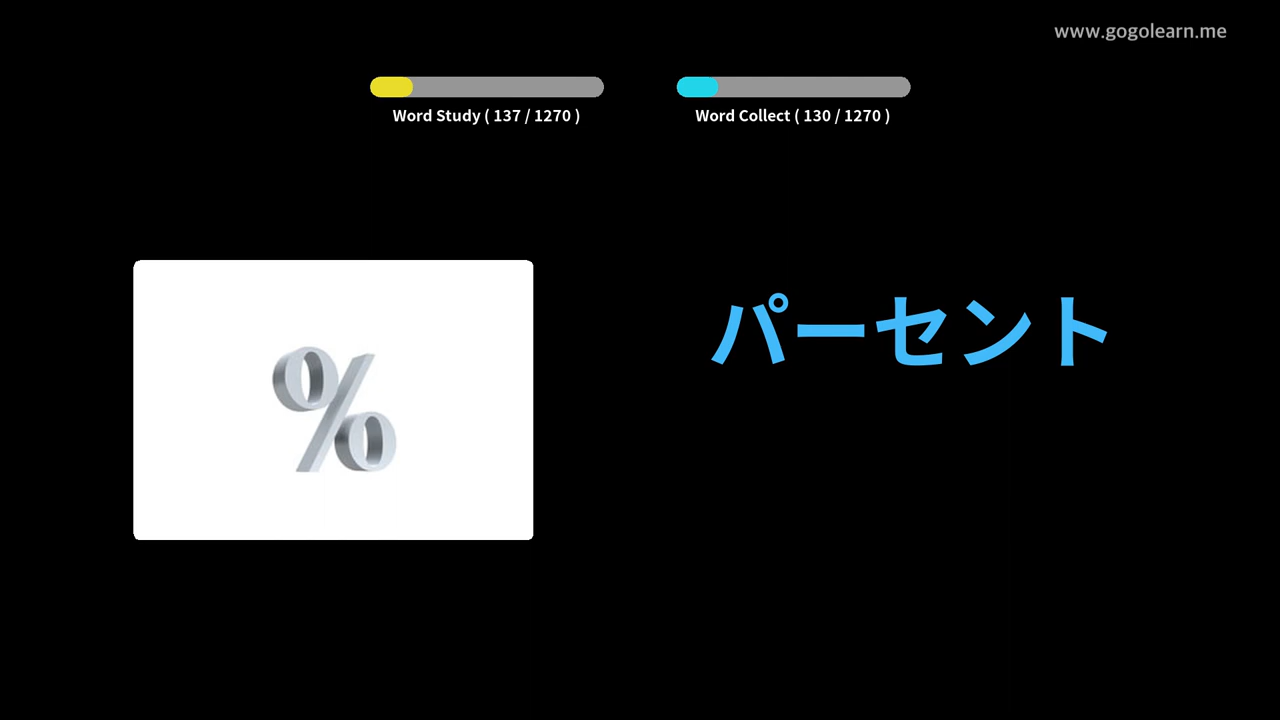 www.gogolearn.me
Word Study ( 137 / 1270 )
Word Collect ( 130 / 1270 )
%
パーセント